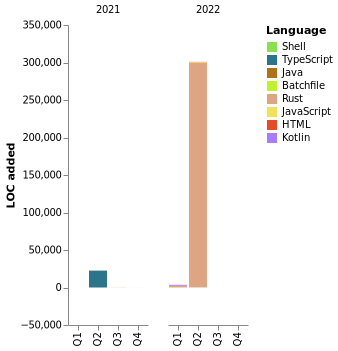 2021 2022
Language
Shell
TypeScript
Java
Batchfile
Rust
JavaScript
HTML
Kotlin
LOC added
350,000
300,000
250,000
200,000
150,000
100,000
50,000
0
−50,000
Q1 Q2 Q3 Q4 Q1 Q2 Q3 Q4